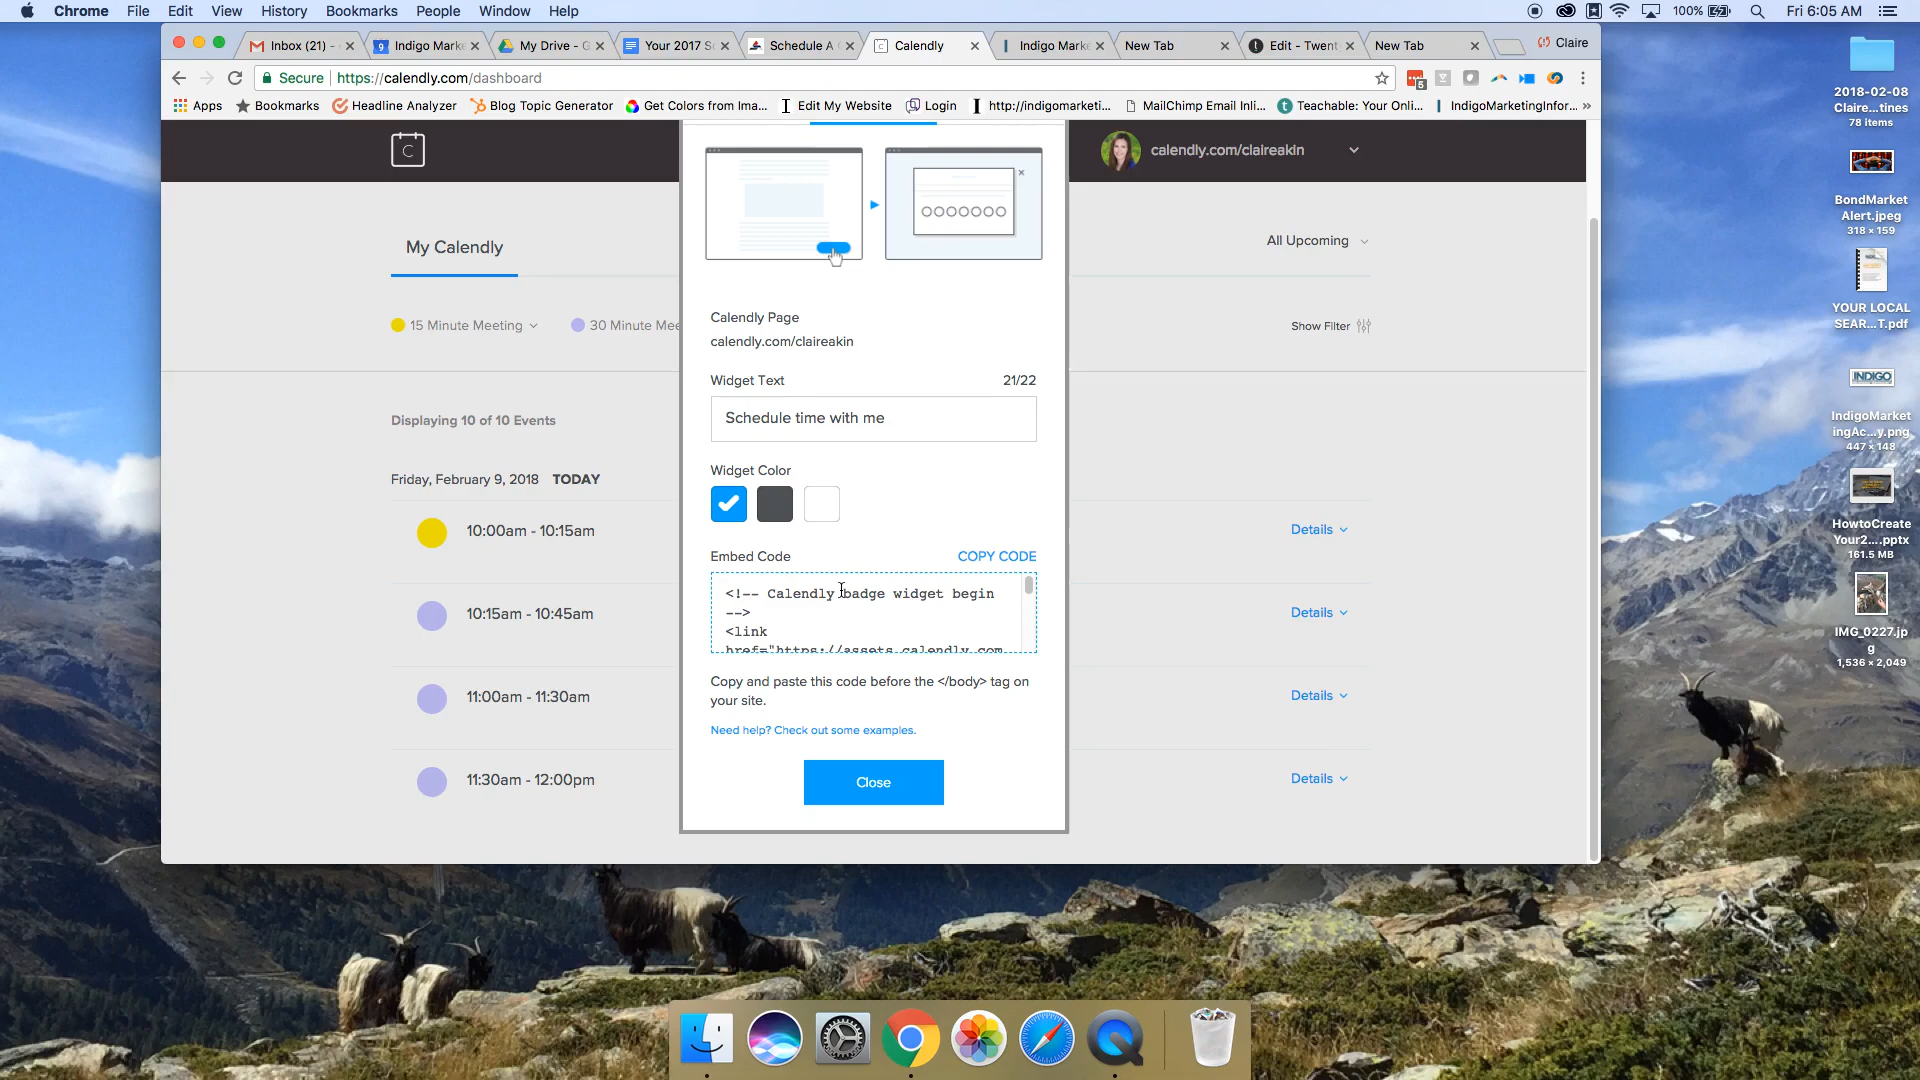 Chrome File Edit View History Bookmarks People Window Help
100% Fri 6:05 AM
Inbox (21) -
Indigo Marke
My Drive - G
Your 2017 S
Schedule A
Calendly
Indigo Marke
New Tab
Edit - Twent
New Tab
Claire
Secure https://calendly.com/dashboard
5
Apps Bookmarks Headline Analyzer Blog Topic Generator Get Colors from Ima... Edit My Website Login http://indigomarketi... MailChimp Email Inli... Teachable: Your Onli... IndigoMarketingInfor... »
C
calendly.com/claireakin
My Calendly
All Upcoming
15 Minute Meeting
30 Minute Mee
Show Filter
Displaying 10 of 10 Events
Friday, February 9, 2018 TODAY
10:00am - 10:15am
Details
10:15am - 10:45am
Details
11:00am - 11:30am
Details
11:30am - 12:00pm
Details
Calendly Page
calendly.com/claireakin
Widget Text 21/22
Schedule time with me
Widget Color
Embed Code COPY CODE
<!-- Calendly badge widget begin
-->
<link
href="https://assets.calendly.com
Copy and paste this code before the </body> tag on
your site.
Need help? Check out some examples.
Close
2018-02-08
Claire...tines
78 items
BondMarket
Alert.jpeg
318 × 159
YOUR LOCAL
SEAR...T.pdf
INDIGO
IndigoMarket
ingAc...y.png
447 × 148
HowtoCreate
Your2....pptx
161.5 MB
IMG_0227.jp
g
1,536 × 2,049